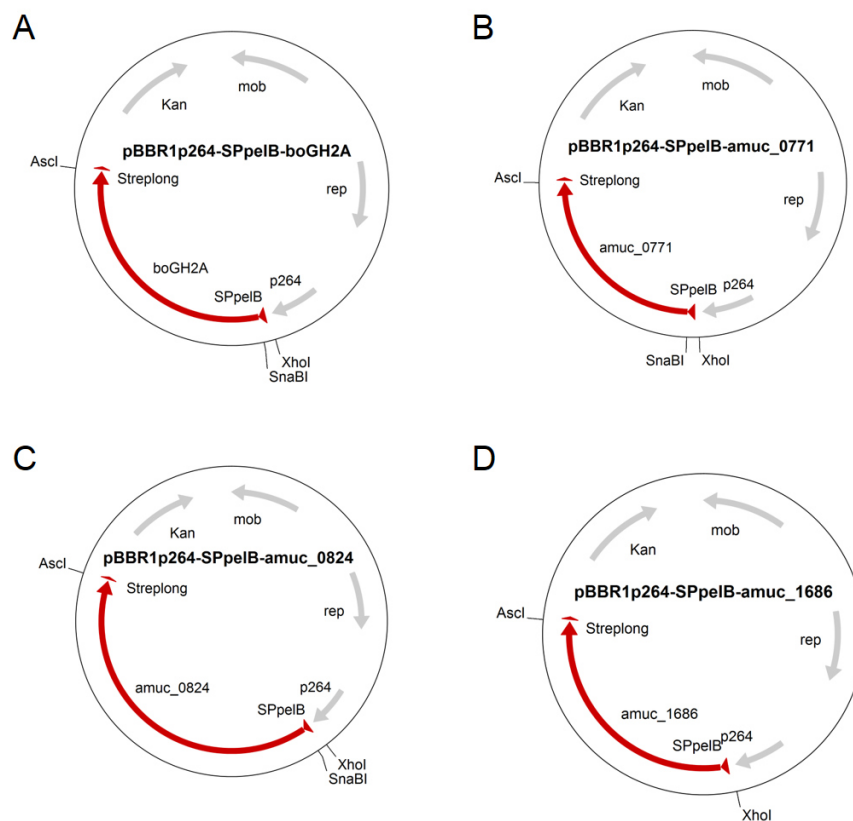 A
mob
Kan
pBBR1p264-SPpelB-boGH2A
AscI
Streplong
rep
boGH2A
p264
SPpelB
XhoI
SnaBI
B
mob
Kan
pBBR1p264-SPpelB-amuc_0771
AscI
Streplong
rep
amuc_0771
SPpelB
p264
SnaBI
XhoI
C
mob
Kan
pBBR1p264-SPpelB-amuc_0824
AscI
Streplong
rep
amuc_0824
p264
SPpelB
XhoI
SnaBI
D
mob
Kan
pBBR1p264-SPpelB-amuc_1686
AscI
Streplong
rep
amuc_1686
p264
SPpelB
XhoI